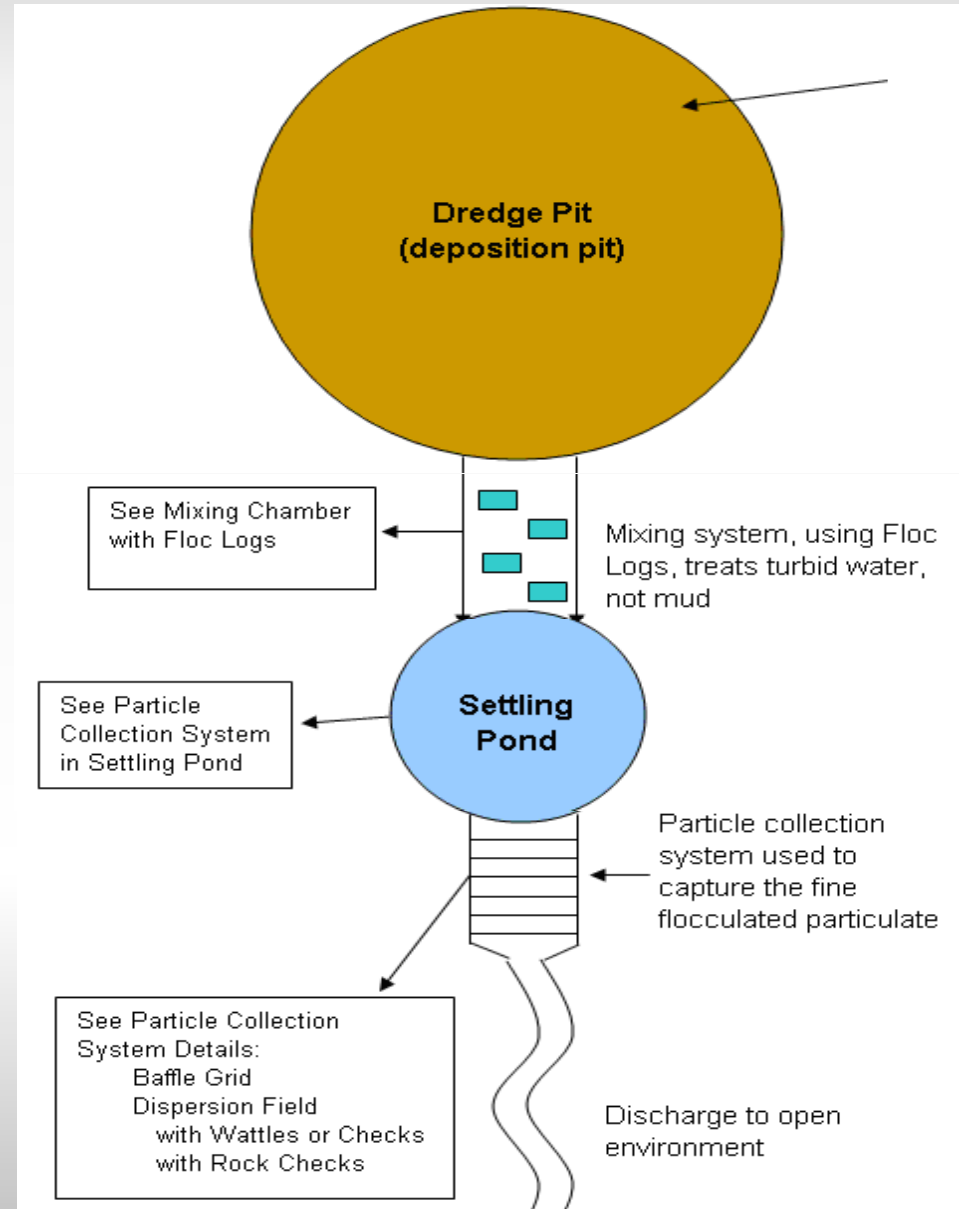 Dredge Pit
(deposition pit)
See Mixing Chamber
with Floc Logs
Mixing system, using Floc
Logs, treats turbid water,
not mud
Settling
Pond
See Particle
Collection System
in Settling Pond
Particle collection
system used to
capture the fine
flocculated particulate
See Particle Collection
System Details:
Baffle Grid
Dispersion Field
with Wattles or Checks
with Rock Checks
Discharge to open
environment